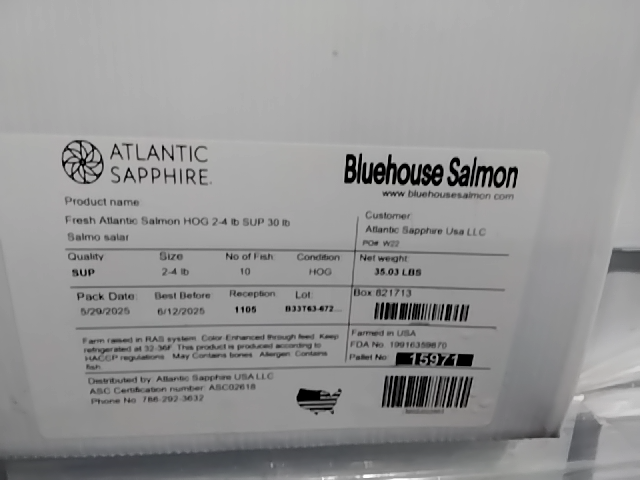 ATLANTIC
SAPPHIRE.
Bluehouse Salmon
www.bluehousesalmon.com
Product name
Fresh Atlantic Salmon HOG 2-4 lb SUP 30 lb
Salmo salar
Customer:
Atlantic Sapphire Usa LLC
PO#: W22
Quality Size No of Fish: Condition
SUP 2-4 lb 10 HOG
Net weight:
35.03 LBS
Pack Date: Best Before Reception: Lot:
5/29/2025 6/12/2025 1105 B33763-672...
Box 821713
Farm raised in RAS system. Color Enhanced through feed. Keep
refrigerated at 32-36F. This product is produced according to
HACCP regulations. May Contains bones. Allergen: Contains
fish.
Farmed in USA
FDA No. 19916359870
Pallet No: 15971
Distributed by: Atlantic Sapphire USA LLC
ASC Certification number: ASC02618
Phone No: 786-292-3632